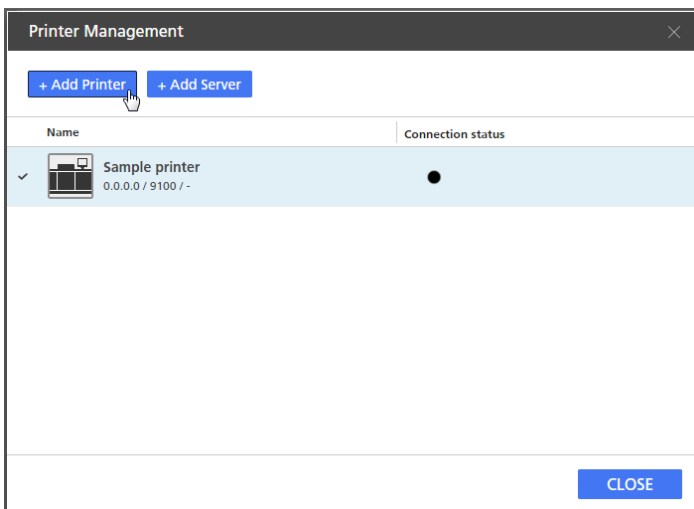 Printer Management
+ Add Printer
+ Add Server
Name
Connection status
Sample printer
0.0.0.0 / 9100 / -
CLOSE